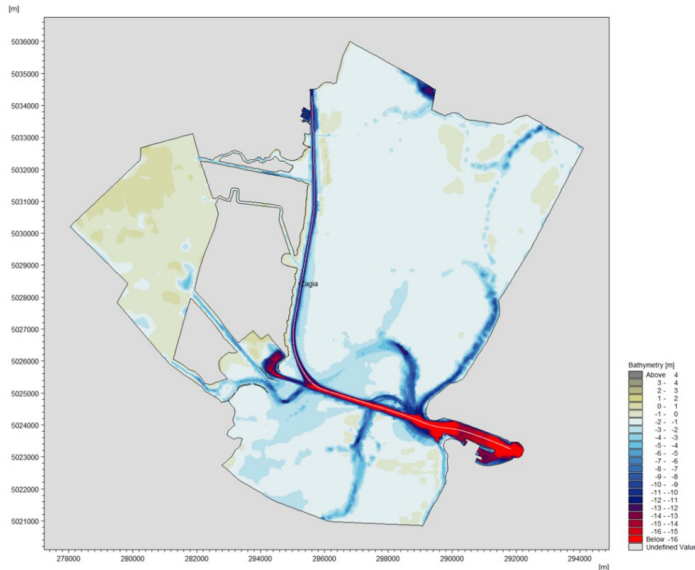 [m]
5036000
5035000
5034000
5033000
5032000
5031000
5030000
5029000
5028000
5027000
5026000
5025000
5024000
5023000
5022000
5021000
278000 280000 282000 284000 286000 288000 290000 292000 294000
[m]
Bathymetry [m]
Above 4
3 - 4
2 - 3
1 - 2
0 - 1
-1 - 0
-2 - -1
-3 - -2
-4 - -3
-5 - -4
-6 - -5
-7 - -6
-8 - -7
-9 - -8
-10 - -9
-11 - -10
-12 - -11
-13 - -12
-14 - -13
-15 - -14
-16 - -15
Below -16
Undefined Value